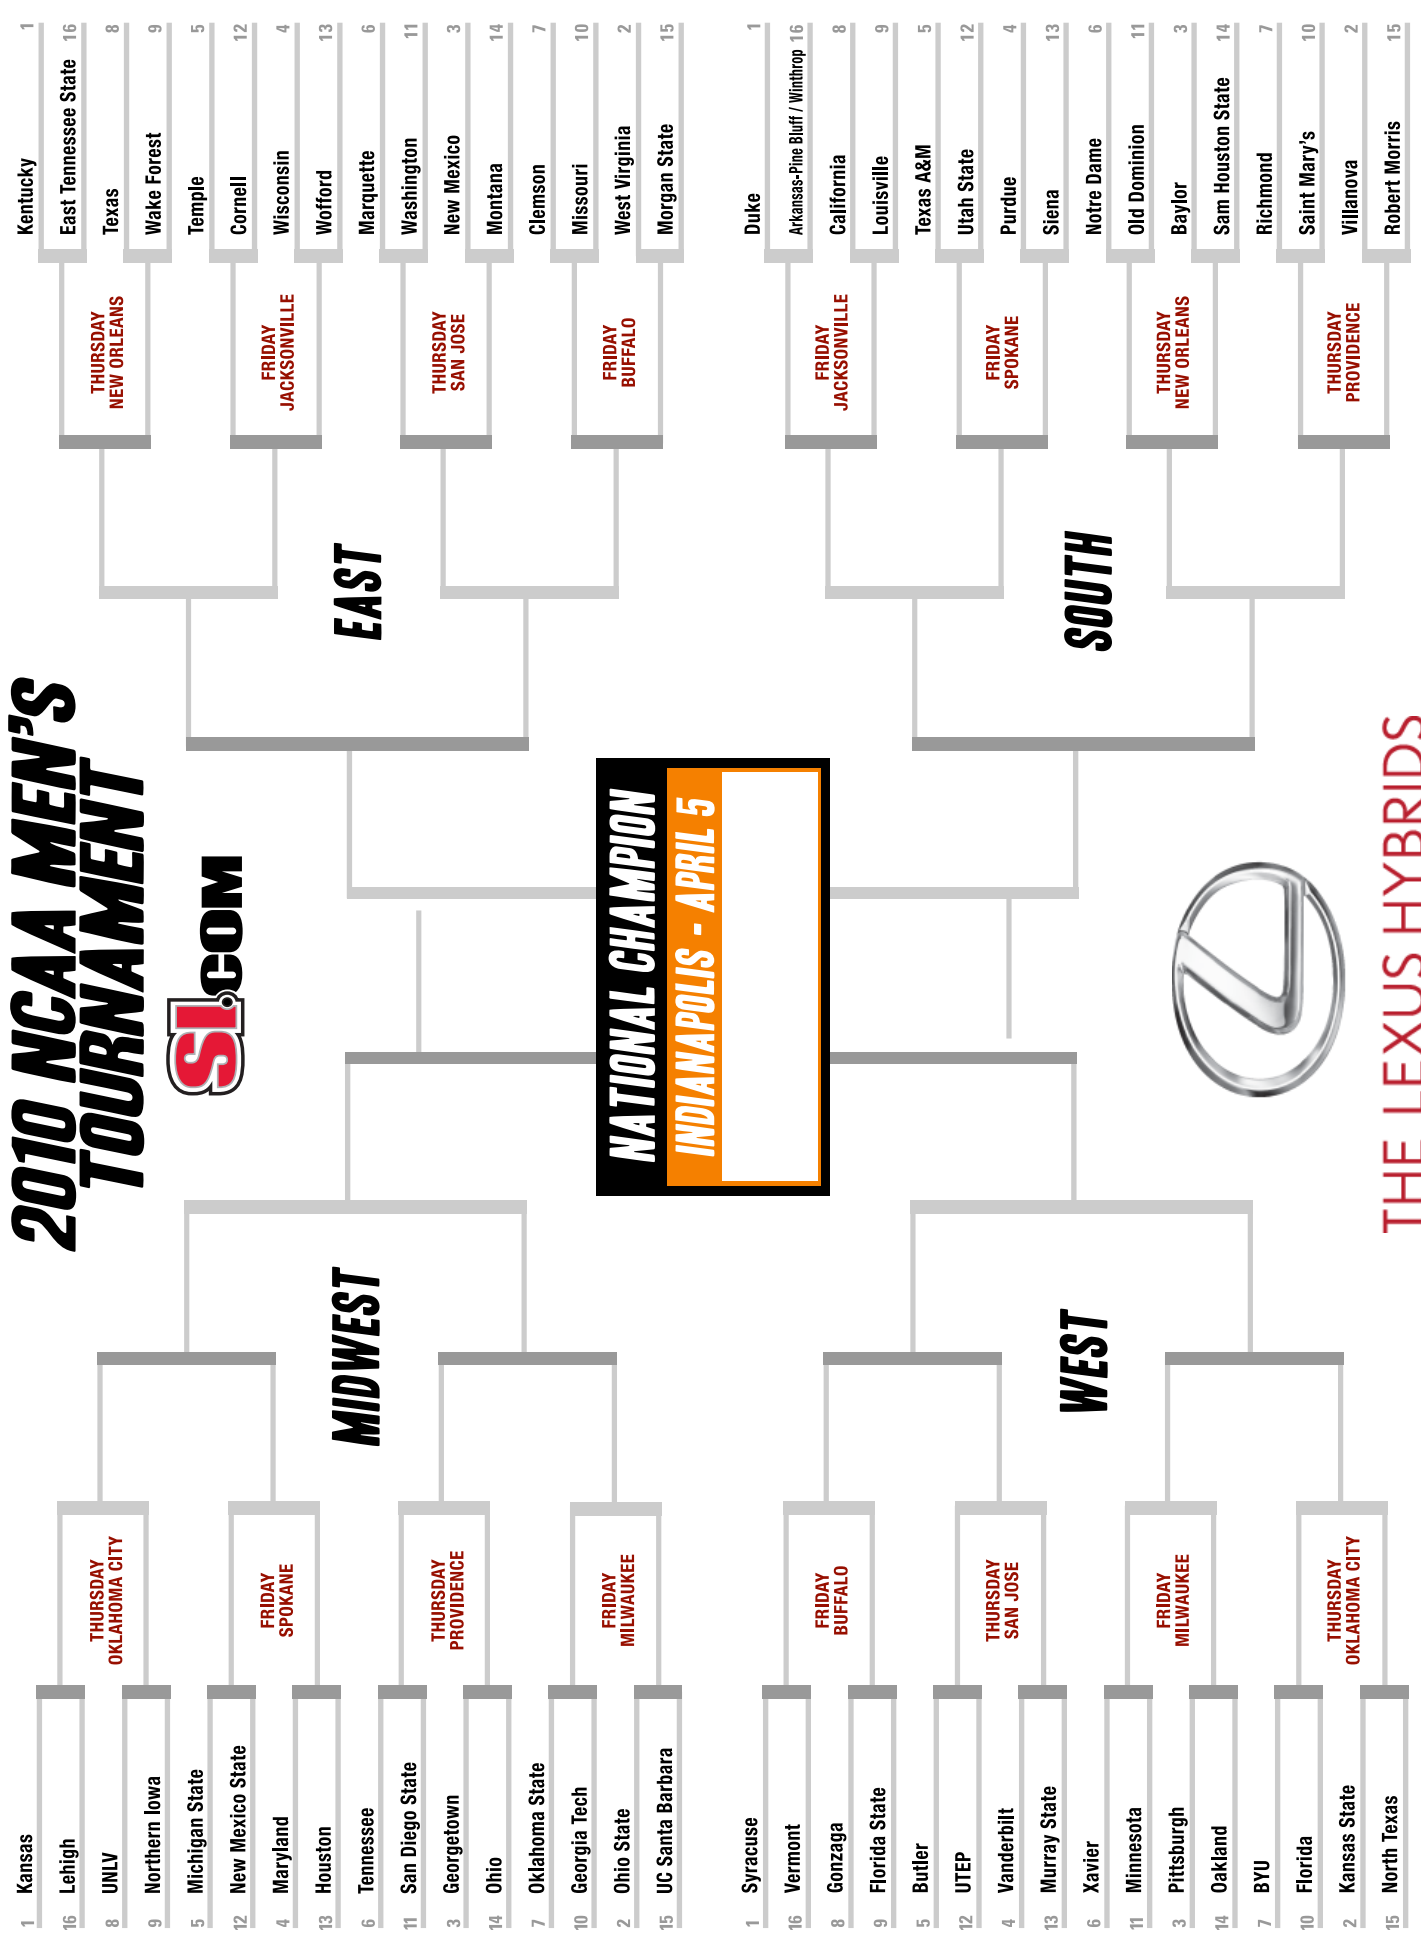 2010 NCAA MEN'S
TOURNAMENT
SI.COM
1 Kansas
16 Lehigh
8 UNLV
9 Northern Iowa
5 Michigan State
12 New Mexico State
4 Maryland
13 Houston
6 Tennessee
11 San Diego State
3 Georgetown
14 Ohio
7 Oklahoma State
10 Georgia Tech
2 Ohio State
15 UC Santa Barbara
THURSDAY
OKLAHOMA CITY
FRIDAY
SPOKANE
THURSDAY
PROVIDENCE
FRIDAY
MILWAUKEE
MIDWEST
1 Syracuse
16 Vermont
8 Gonzaga
9 Florida State
5 Butler
12 UTEP
4 Vanderbilt
13 Murray State
6 Xavier
11 Minnesota
3 Pittsburgh
14 Oakland
7 BYU
10 Florida
2 Kansas State
15 North Texas
FRIDAY
BUFFALO
THURSDAY
SAN JOSE
FRIDAY
MILWAUKEE
THURSDAY
OKLAHOMA CITY
WEST
NATIONAL CHAMPION
INDIANAPOLIS - APRIL 5
EAST
THURSDAY
NEW ORLEANS
FRIDAY
JACKSONVILLE
THURSDAY
SAN JOSE
FRIDAY
BUFFALO
Kentucky 1
East Tennessee State 16
Texas 8
Wake Forest 9
Temple 5
Cornell 12
Wisconsin 4
Wofford 13
Marquette 6
Washington 11
New Mexico 3
Montana 14
Clemson 7
Missouri 10
West Virginia 2
Morgan State 15
SOUTH
FRIDAY
JACKSONVILLE
FRIDAY
SPOKANE
THURSDAY
NEW ORLEANS
THURSDAY
PROVIDENCE
Duke 1
Arkansas-Pine Bluff / Winthrop 16
California 8
Louisville 9
Texas A&M 5
Utah State 12
Purdue 4
Siena 13
Notre Dame 6
Old Dominion 11
Baylor 3
Sam Houston State 14
Richmond 7
Saint Mary's 10
Villanova 2
Robert Morris 15
THE LEXUS HYBRIDS